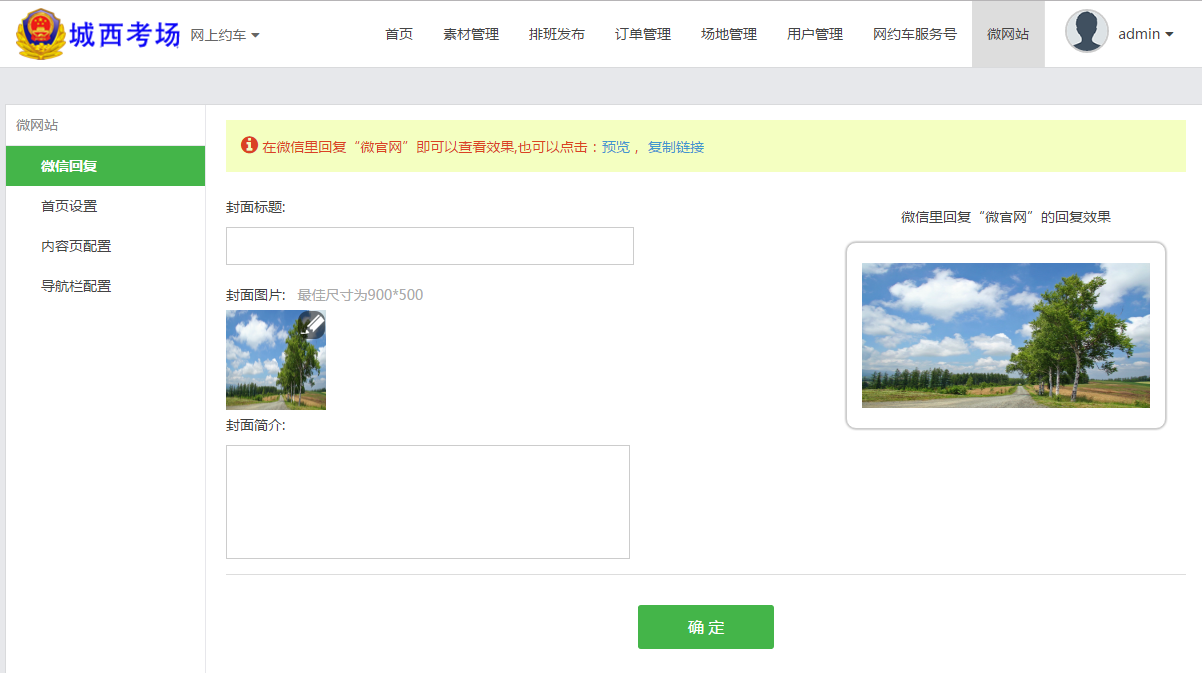 城西考场 网上约车 首页 素材管理 排班发布 订单管理 场地管理 用户管理 网约车服务号 微网站 admin
微网站
微信回复
首页设置
内容页配置
导航栏配置
在微信里回复“微官网”即可以查看效果,也可以点击：预览， 复制链接
封面标题:
封面图片: 最佳尺寸为900*500
封面简介:
微信里回复“微官网”的回复效果
确 定